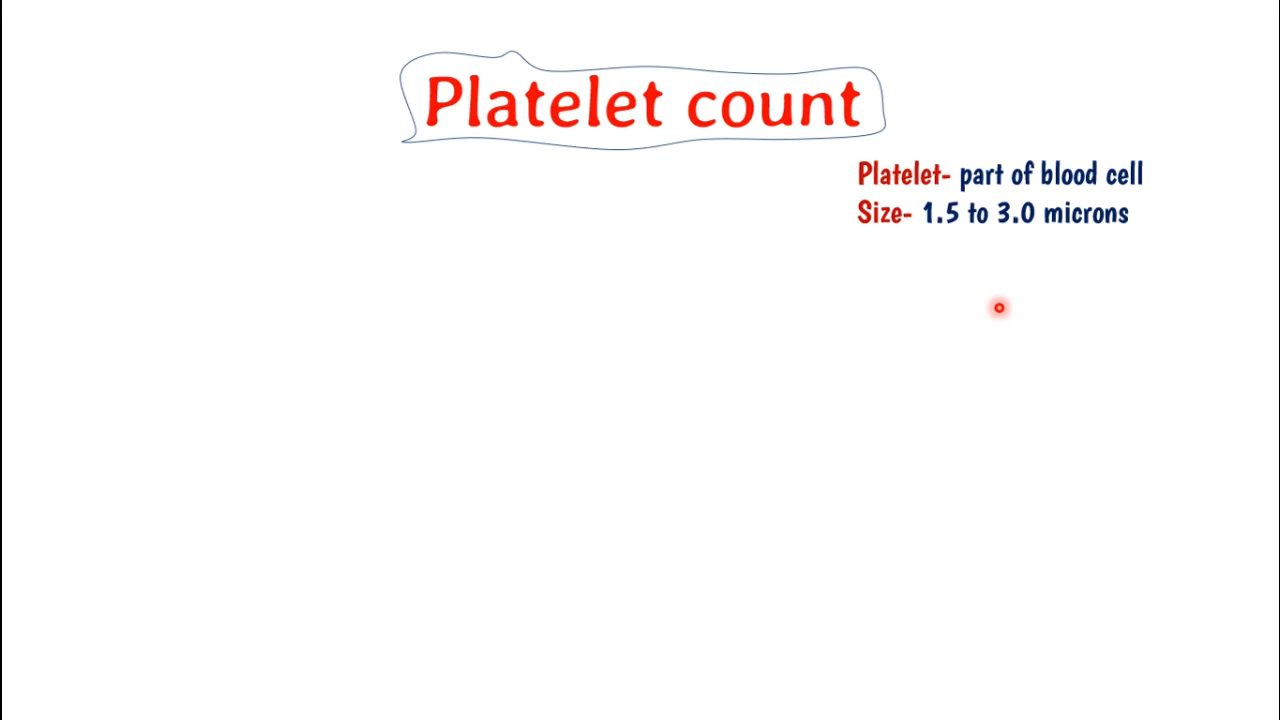 Platelet count
Platelet- part of blood cell
Size- 1.5 to 3.0 microns